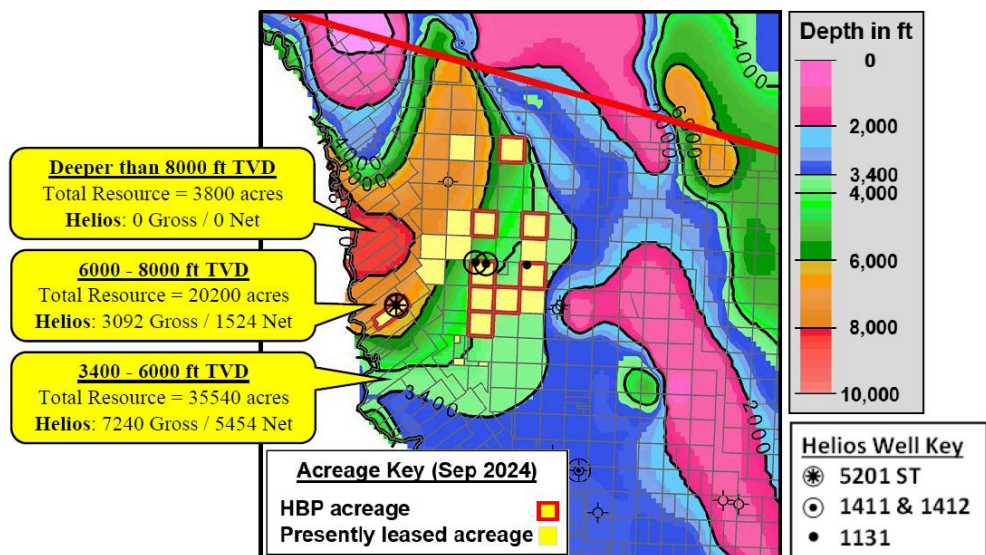 Deeper than 8000 ft TVD
Total Resource = 3800 acres
Helios: 0 Gross / 0 Net
6000 - 8000 ft TVD
Total Resource = 20200 acres
Helios: 3092 Gross / 1524 Net
3400 - 6000 ft TVD
Total Resource = 35540 acres
Helios: 7240 Gross / 5454 Net
4000
3400
4000
6000
2000
Acreage Key (Sep 2024)
HBP acreage
Presently leased acreage
Depth in ft
0
2,000
3,400
4,000
6,000
8,000
10,000
Helios Well Key
5201 ST
1411 & 1412
1131